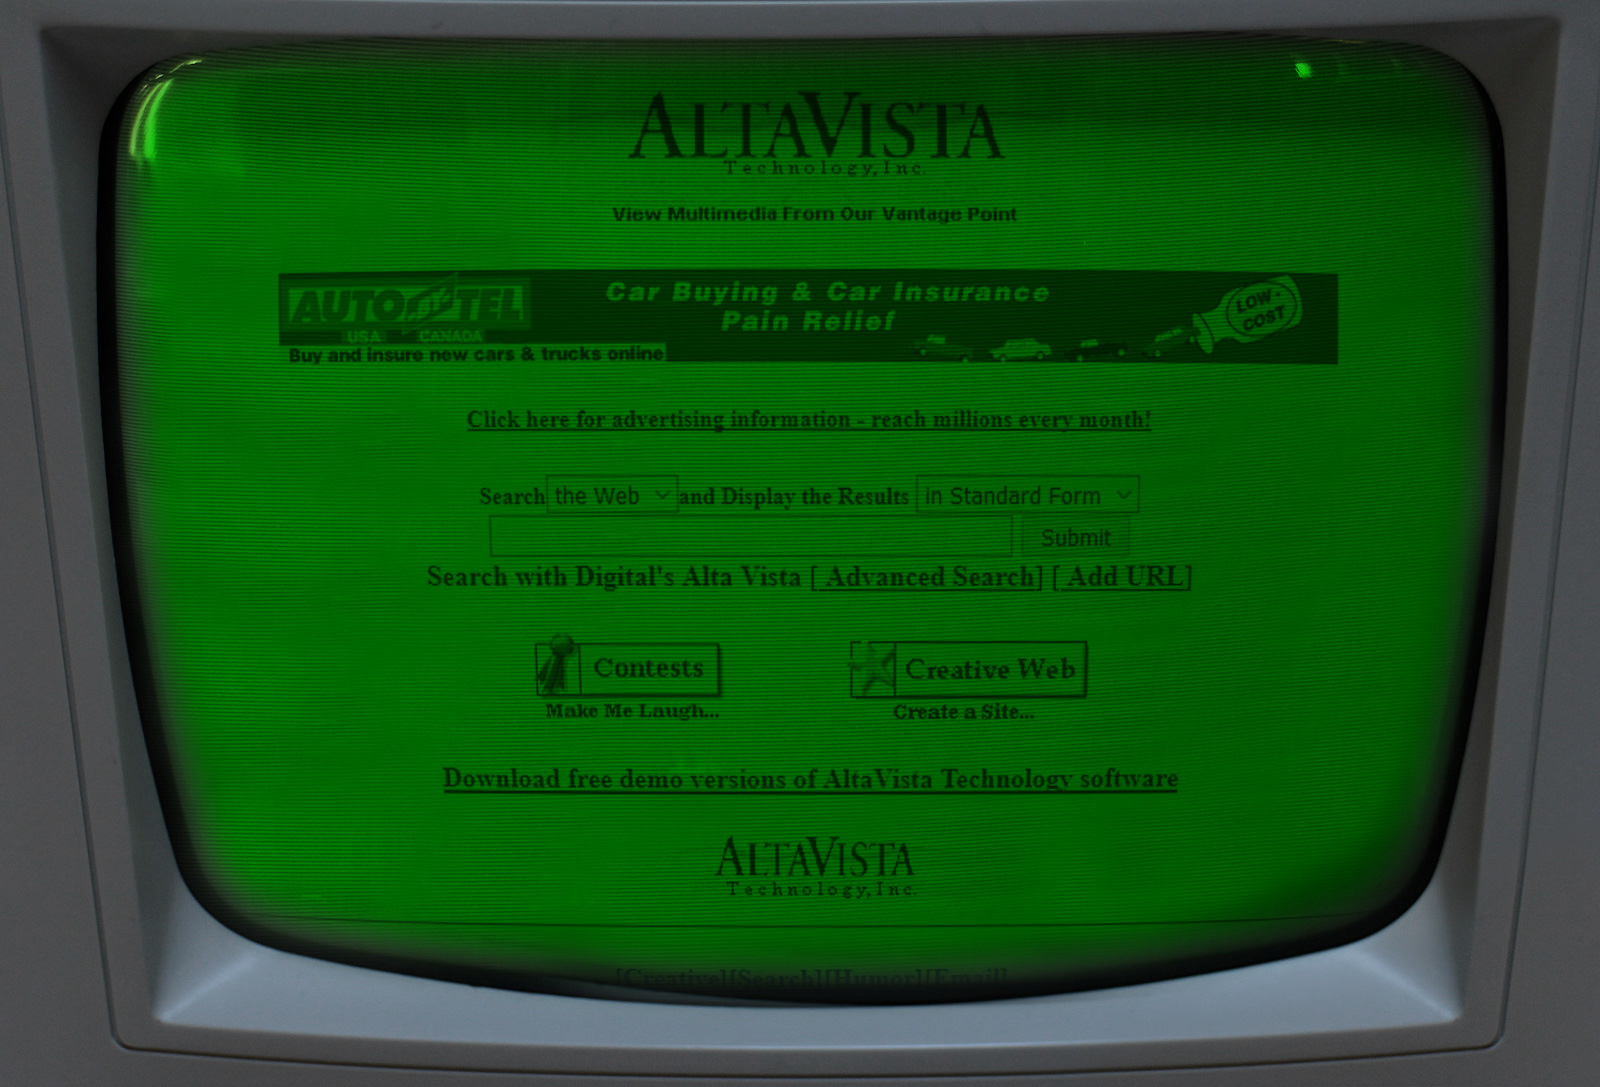 ALTAVISTA
Technology, Inc.
View Multimedia From Our Vantage Point
AUTO TEL
USA CANADA
Buy and insure new cars & trucks online
Car Buying & Car Insurance
Pain Relief
LOW-
COST
Click here for advertising information - reach millions every month!
Search the Web and Display the Results in Standard Form
Submit
Search with Digital's Alta Vista [ Advanced Search] [ Add URL]
Contests
Make Me Laugh...
Creative Web
Create a Site...
Download free demo versions of AltaVista Technology software
ALTAVISTA
Technology, Inc.
[Creative][Search][Humor][Email]